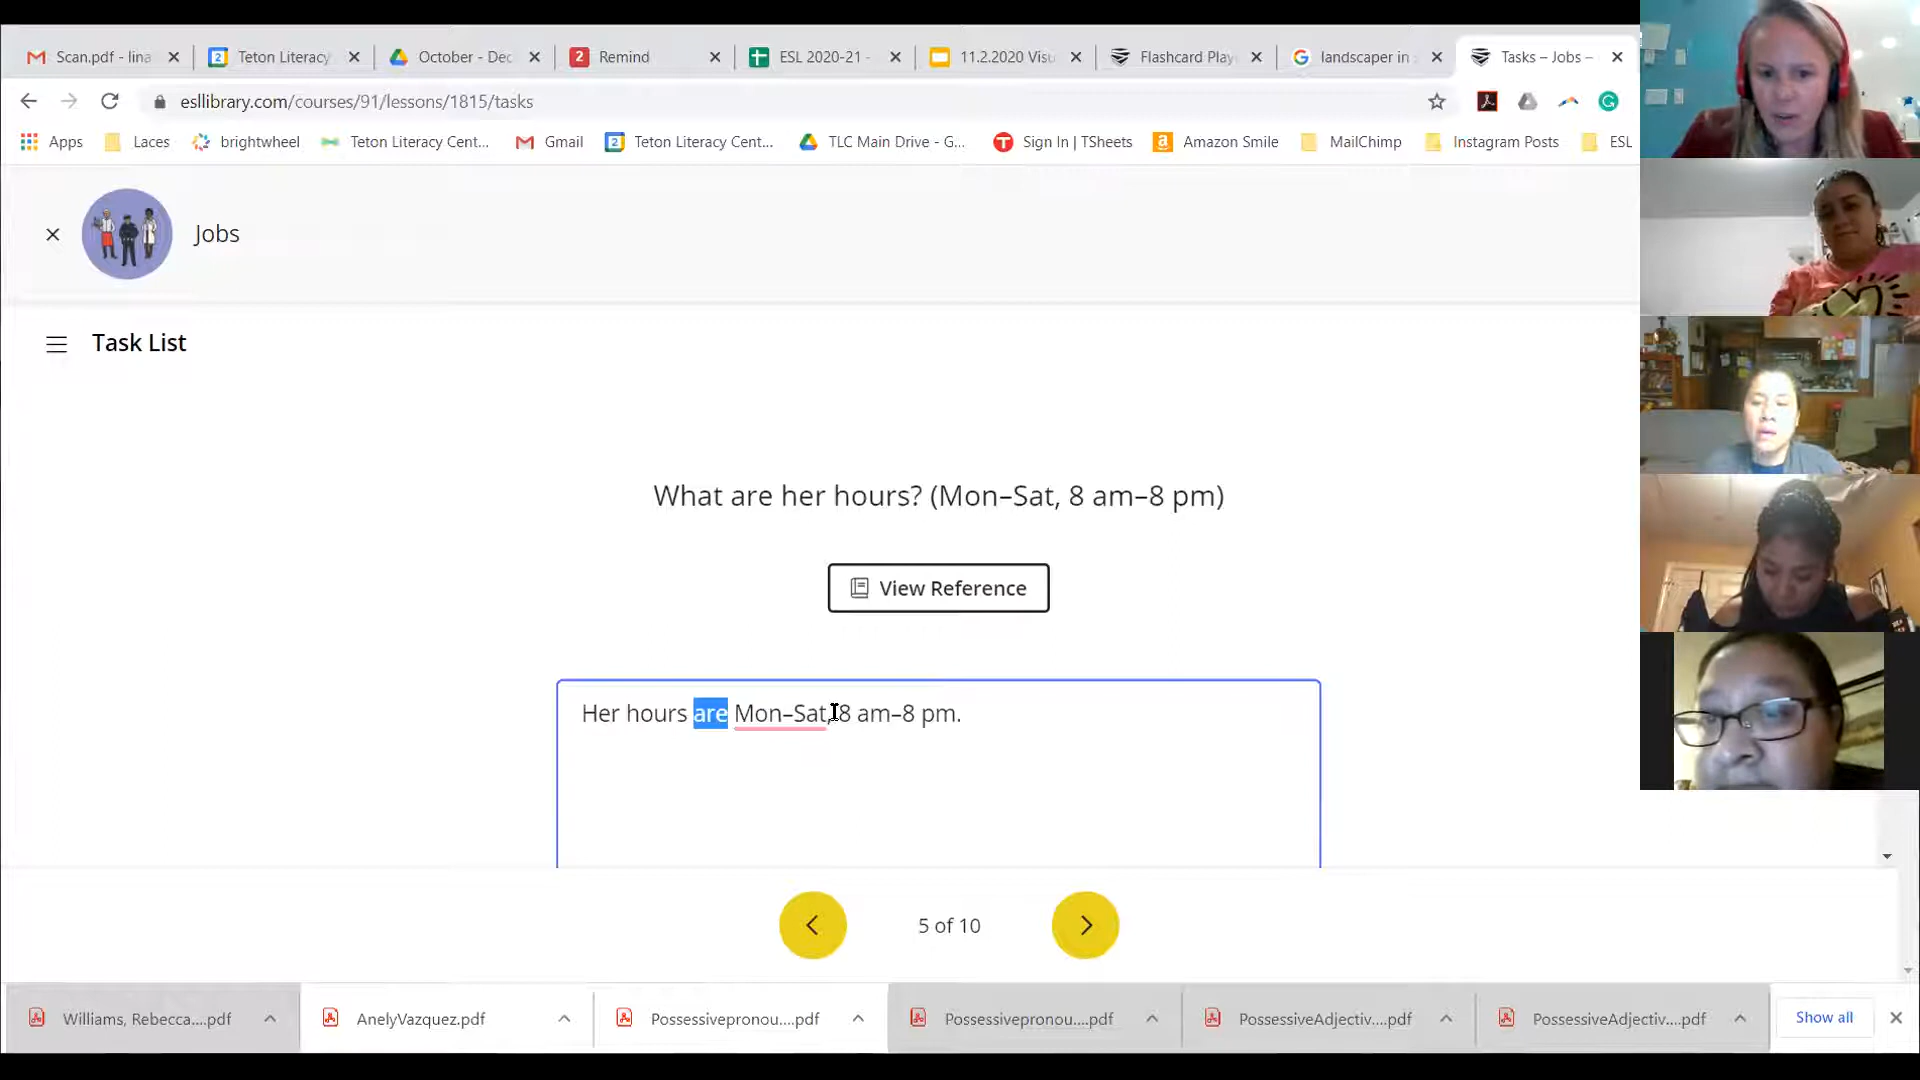 Scan.pdf - lina
Teton Literacy
October - Dec
Remind
ESL 2020-21 -
11.2.2020 Visu
Flashcard Play
landscaper in
Tasks – Jobs –
esllibrary.com/courses/91/lessons/1815/tasks
Apps
Laces
brightwheel
Teton Literacy Cent...
Gmail
Teton Literacy Cent...
TLC Main Drive - G...
Sign In | TSheets
Amazon Smile
MailChimp
Instagram Posts
ESL
Jobs
Task List
What are her hours? (Mon–Sat, 8 am–8 pm)
View Reference
Her hours are Mon–Sat, 8 am–8 pm.
5 of 10
Williams, Rebecca....pdf
AnelyVazquez.pdf
Possessivepronou....pdf
Possessivepronou....pdf
PossessiveAdjectiv....pdf
PossessiveAdjectiv....pdf
Show all